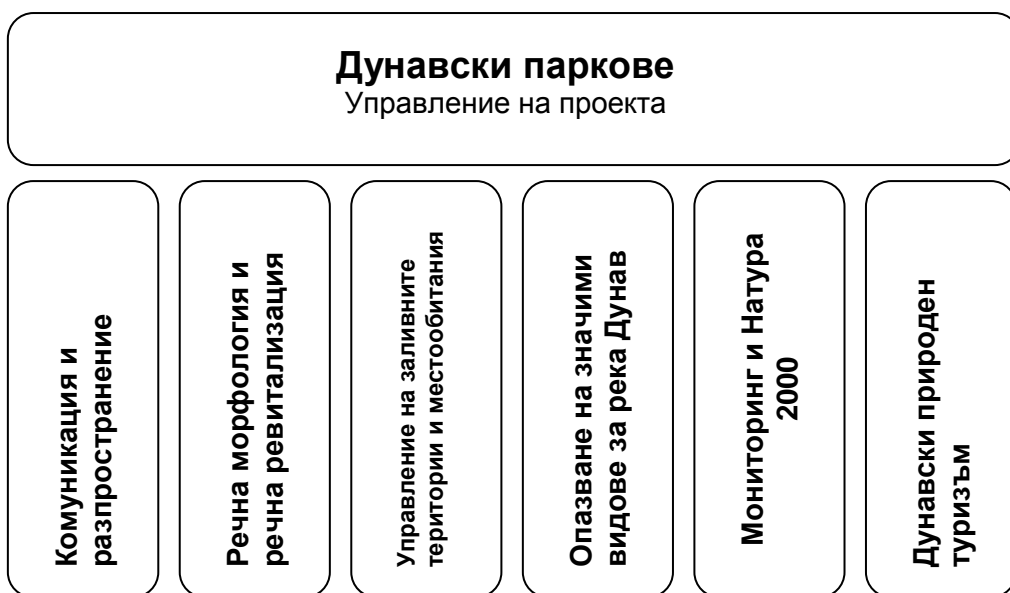 Дунавски паркове
Управление на проекта
Комуникация и
разпространение
Речна морфология и
речна ревитализация
Управление на заливните
територии и местообитания
Опазване на значими
видове за река Дунав
Мониторинг и Натура
2000
Дунавски природен
туризъм